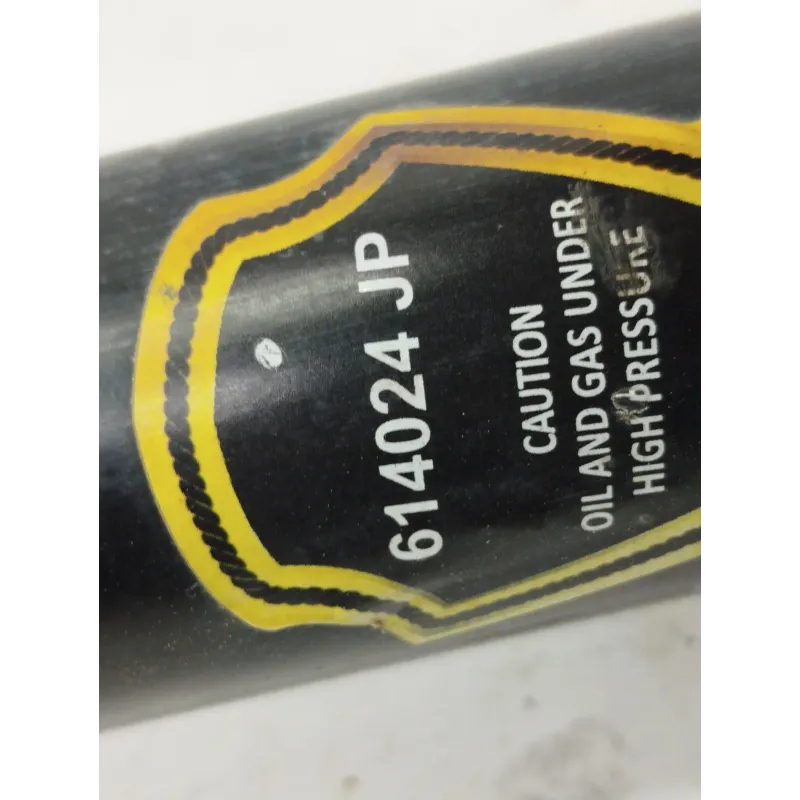 614024 JP
CAUTION
OIL AND GAS UNDER
HIGH PRESSURE